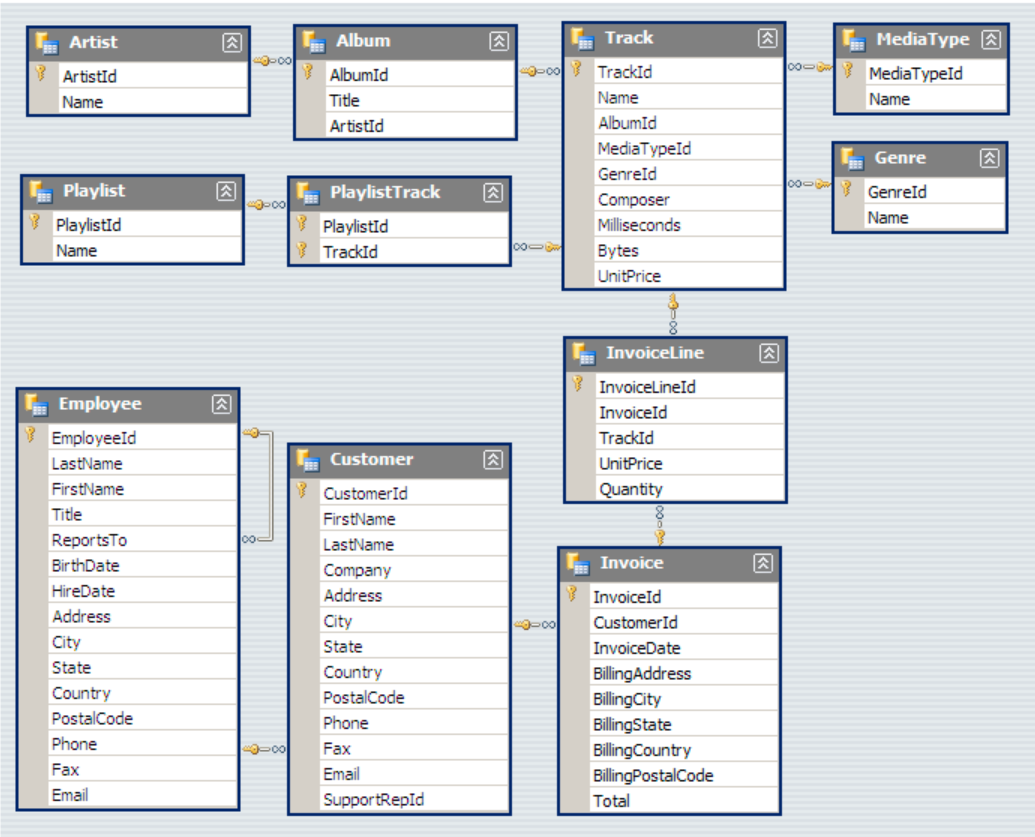 Artist
ArtistId
Name
Album
AlbumId
Title
ArtistId
Track
TrackId
Name
AlbumId
MediaTypeId
GenreId
Composer
Milliseconds
Bytes
UnitPrice
MediaType
MediaTypeId
Name
Genre
GenreId
Name
Playlist
PlaylistId
Name
PlaylistTrack
PlaylistId
TrackId
InvoiceLine
InvoiceLineId
InvoiceId
TrackId
UnitPrice
Quantity
Employee
EmployeeId
LastName
FirstName
Title
ReportsTo
BirthDate
HireDate
Address
City
State
Country
PostalCode
Phone
Fax
Email
Customer
CustomerId
FirstName
LastName
Company
Address
City
State
Country
PostalCode
Phone
Fax
Email
SupportRepId
Invoice
InvoiceId
CustomerId
InvoiceDate
BillingAddress
BillingCity
BillingState
BillingCountry
BillingPostalCode
Total